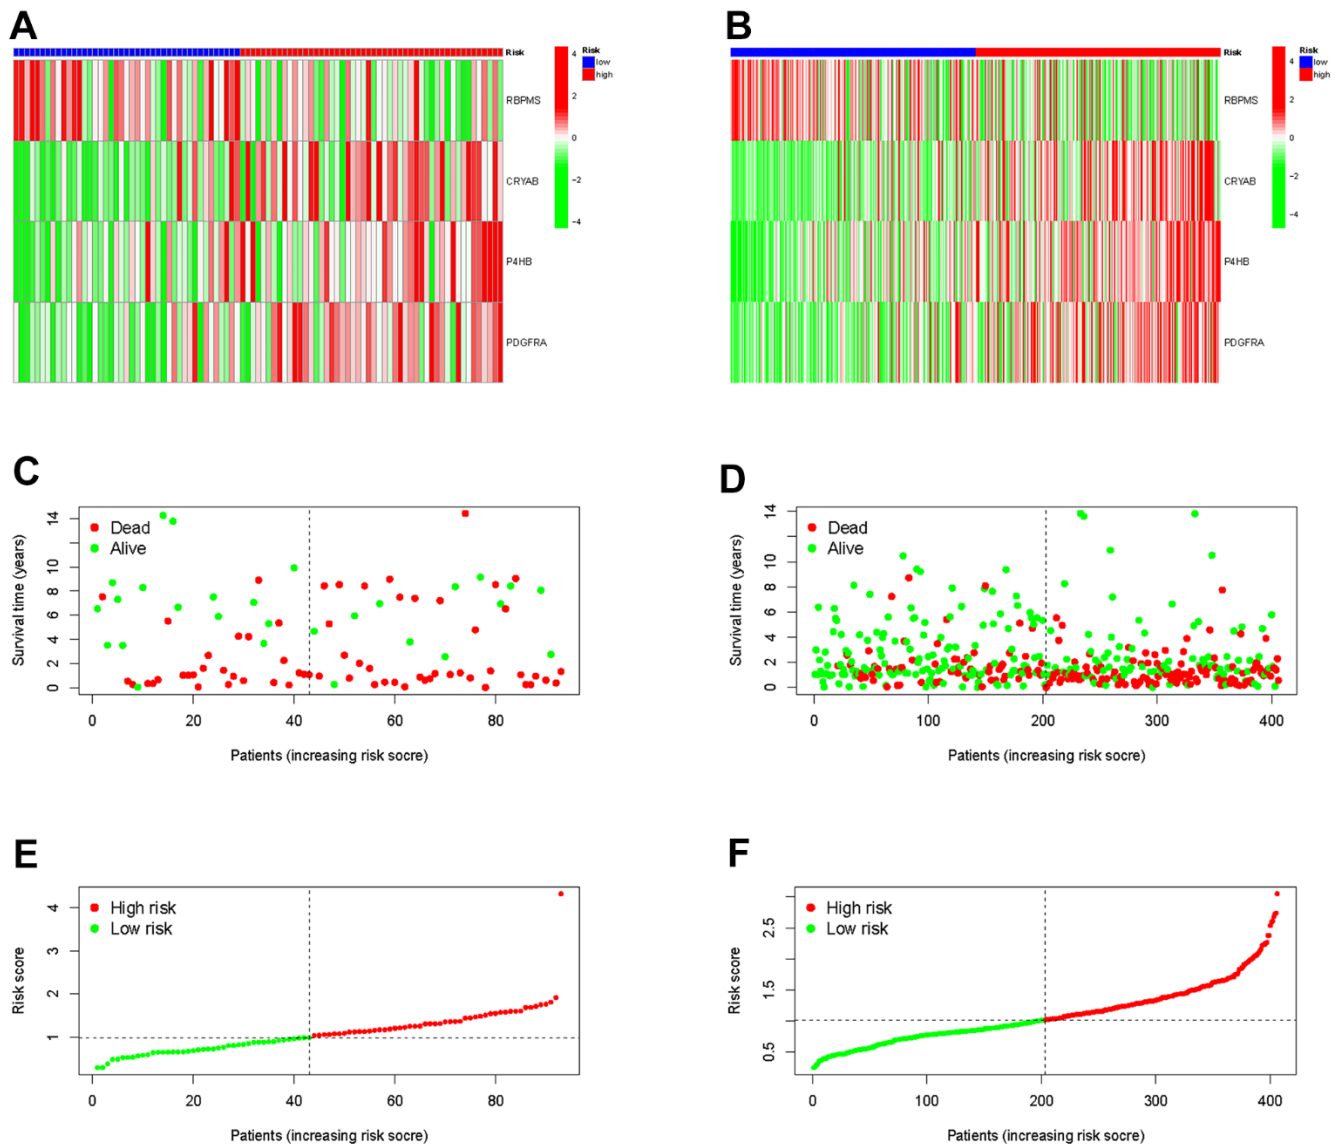 A
B
Risk
4
2
0
−2
−4
Risk
low
high
RBPMS
CRYAB
P4HB
PDGFRA
Risk
4
2
0
−2
−4
Risk
low
high
RBPMS
CRYAB
P4HB
PDGFRA
C
Dead
Alive
Survival time (years)
14
10
8
6
4
2
0
0
20
40
60
80
Patients (increasing risk socre)
D
Dead
Alive
Survival time (years)
14
10
8
6
4
2
0
0
100
200
300
400
Patients (increasing risk socre)
E
High risk
Low risk
Risk score
4
3
2
1
0
20
40
60
80
Patients (increasing risk socre)
F
High risk
Low risk
Risk score
2.5
1.5
0.5
0
100
200
300
400
Patients (increasing risk socre)